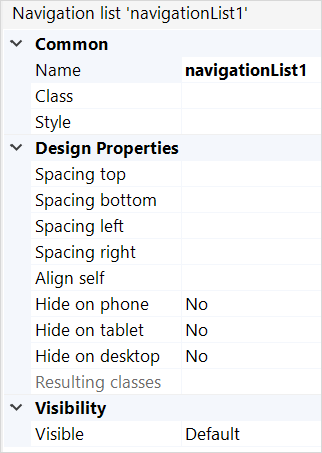 Navigation list 'navigationList1'
Common
Name navigationList1
Class
Style
Design Properties
Spacing top
Spacing bottom
Spacing left
Spacing right
Align self
Hide on phone No
Hide on tablet No
Hide on desktop No
Resulting classes
Visibility
Visible Default